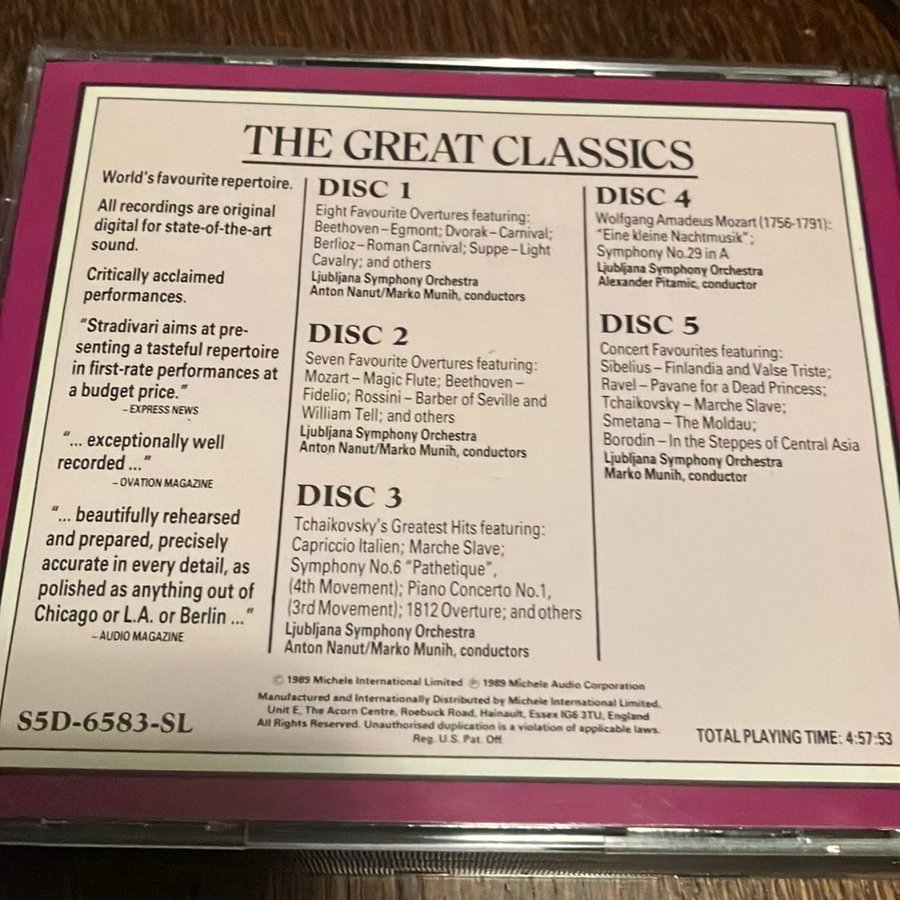 THE GREAT CLASSICS
World's favourite repertoire.
All recordings are original
digital for state-of-the-art
sound.
Critically acclaimed
performances.
"Stradivari aims at pre-
senting a tasteful repertoire
in first-rate performances at
a budget price."
– EXPRESS NEWS
"... exceptionally well
recorded ..."
– OVATION MAGAZINE
"... beautifully rehearsed
and prepared, precisely
accurate in every detail, as
polished as anything out of
Chicago or L.A. or Berlin ..."
– AUDIO MAGAZINE
DISC 1
Eight Favourite Overtures featuring:
Beethoven – Egmont; Dvorak – Carnival;
Berlioz – Roman Carnival; Suppe – Light
Cavalry; and others
Ljubljana Symphony Orchestra
Anton Nanut/Marko Munih, conductors
DISC 2
Seven Favourite Overtures featuring:
Mozart – Magic Flute; Beethoven –
Fidelio; Rossini – Barber of Seville and
William Tell; and others
Ljubljana Symphony Orchestra
Anton Nanut/Marko Munih, conductors
DISC 3
Tchaikovsky's Greatest Hits featuring:
Capriccio Italien; Marche Slave;
Symphony No.6 "Pathetique",
(4th Movement); Piano Concerto No.1,
(3rd Movement); 1812 Overture; and others
Ljubljana Symphony Orchestra
Anton Nanut/Marko Munih, conductors
DISC 4
Wolfgang Amadeus Mozart (1756-1791):
"Eine kleine Nachtmusik";
Symphony No.29 in A
Ljubljana Symphony Orchestra
Alexander Pitamic, conductor
DISC 5
Concert Favourites featuring:
Sibelius – Finlandia and Valse Triste;
Ravel – Pavane for a Dead Princess;
Tchaikovsky – Marche Slave;
Smetana – The Moldau;
Borodin – In the Steppes of Central Asia
Ljubljana Symphony Orchestra
Marko Munih, conductor
© 1989 Michele International Limited ℗ 1989 Michele Audio Corporation
Manufactured and Internationally Distributed by Michele International Limited,
Unit E, The Acorn Centre, Roebuck Road, Hainault, Essex IG6 3TU, England
All Rights Reserved. Unauthorised duplication is a violation of applicable laws.
Reg. U.S. Pat. Off.
S5D-6583-SL
TOTAL PLAYING TIME: 4:57:53